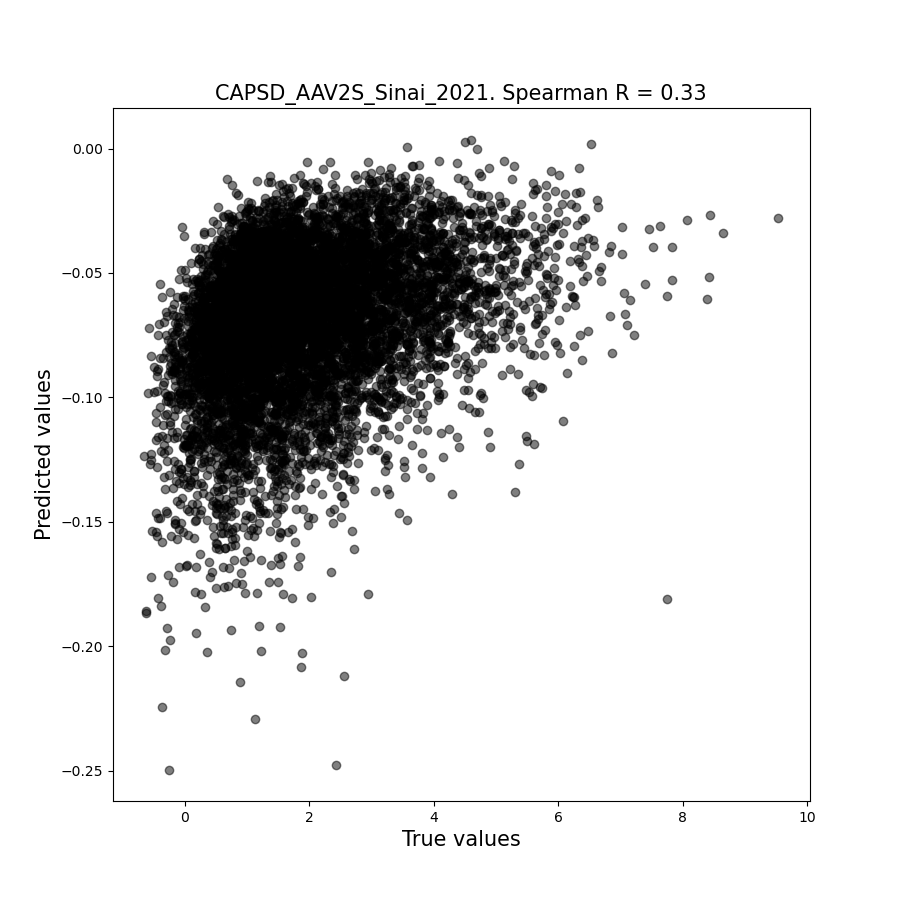 CAPSD_AAV2S_Sinai_2021. Spearman R = 0.33
0.00
−0.05
−0.10
−0.15
−0.20
−0.25
Predicted values
0 2 4 6 8 10
True values